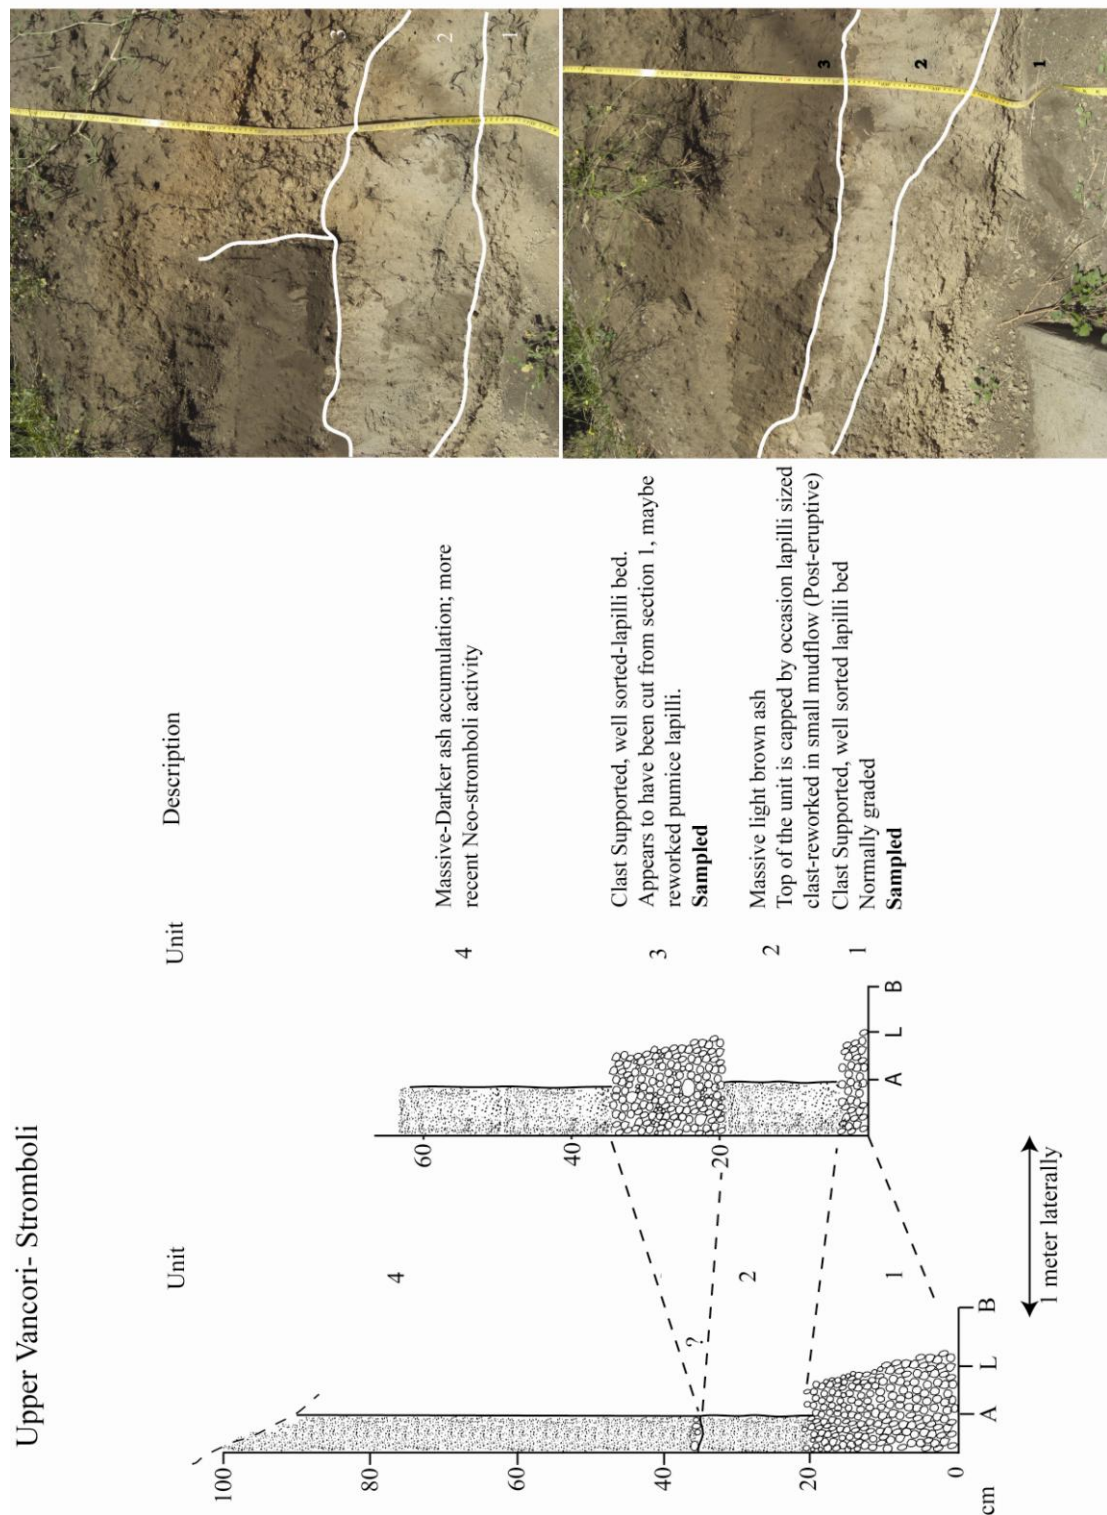 Upper Vancori- Stromboli
Unit
Unit
Description
4
4
Massive-Darker ash accumulation; more
recent Neo-stromboli activity
3
Clast Supported, well sorted-lapilli bed.
Appears to have been cut from section 1, maybe
reworked pumice lapilli.
Sampled
2
2
Massive light brown ash
Top of the unit is capped by occasion lapilli sized
clast-reworked in small mudflow (Post-eruptive)
1
1
Clast Supported, well sorted lapilli bed
Normally graded
Sampled
100
80
60
40
20
0
cm
A
L
B
?
60
40
20
A
L
B
1 meter laterally
3
2
1
3
2
1